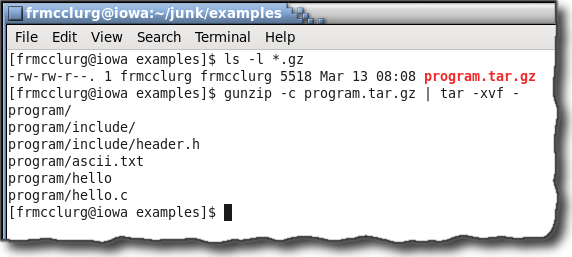 frmcclurg@iowa:~/junk/examples
File Edit View Search Terminal Help
[frmcclurg@iowa examples]$ ls -l *.gz
-rw-rw-r--. 1 frmcclurg frmcclurg 5518 Mar 13 08:08 program.tar.gz
[frmcclurg@iowa examples]$ gunzip -c program.tar.gz | tar -xvf -
program/
program/include/
program/include/header.h
program/ascii.txt
program/hello
program/hello.c
[frmcclurg@iowa examples]$